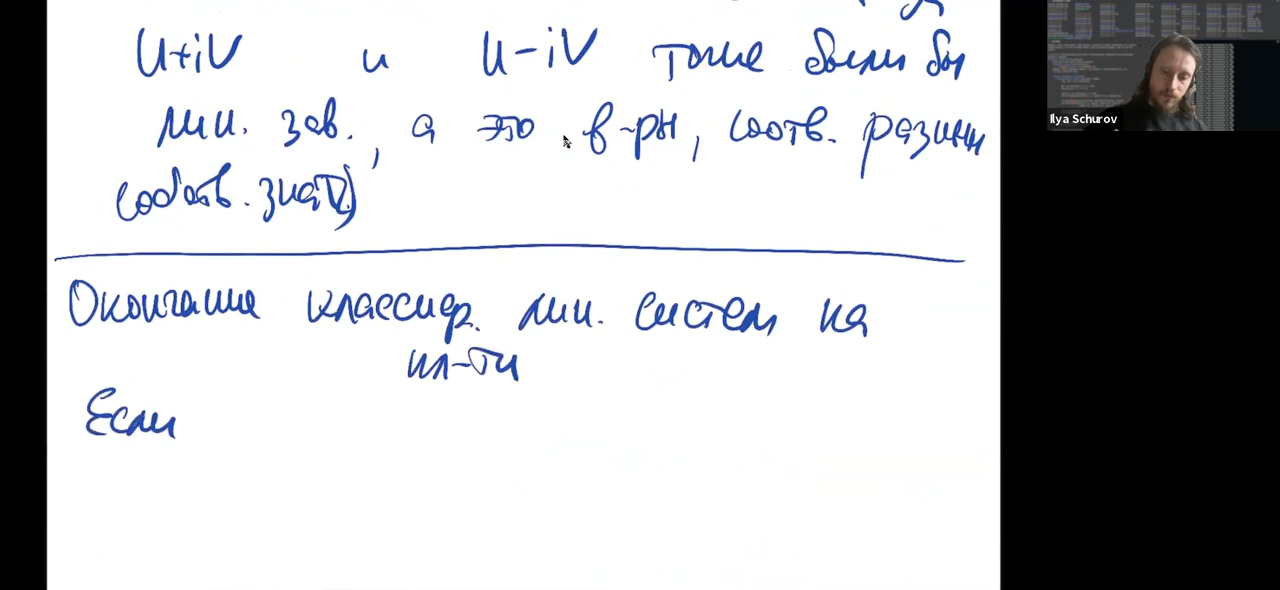 u+iv и u-iv тоже были бы
лин. зав., а это в-ры, соотв. разным
собств. знач.)
Окончание классиф. лин. систем на
пл-ти
Если
Ilya Schurov